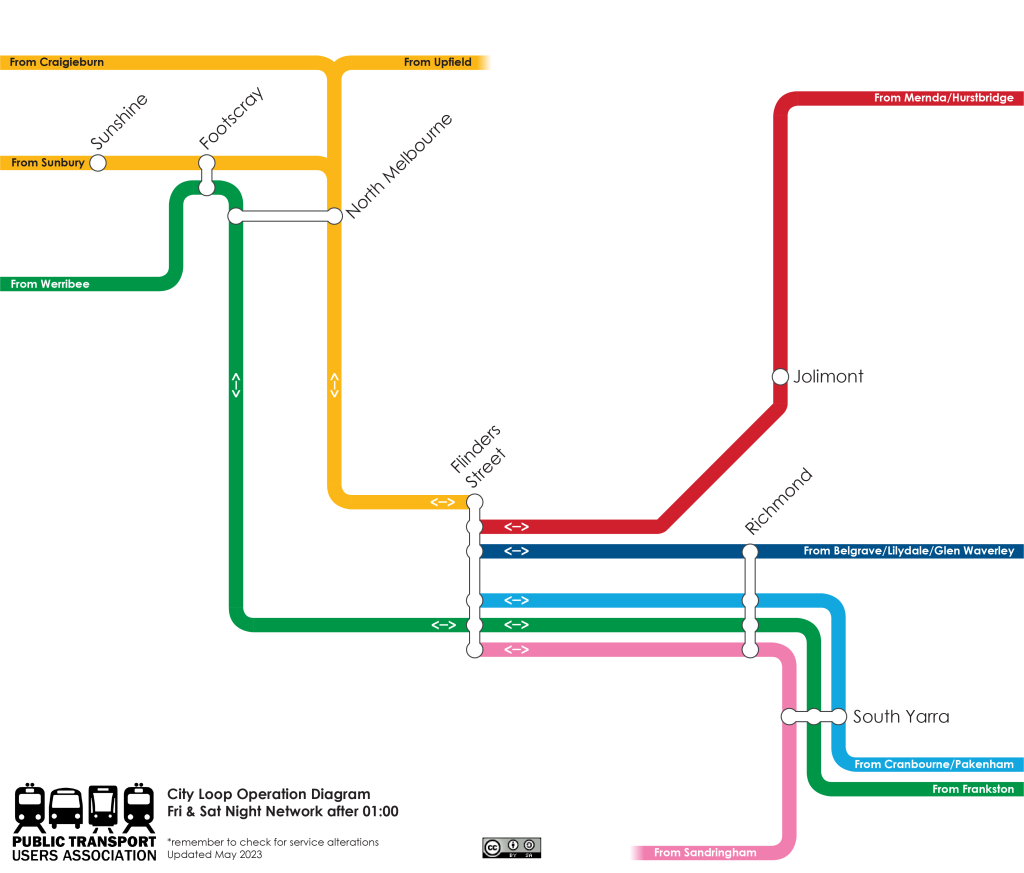 From Craigieburn
From Upfield
From Mernda/Hurstbridge
Sunshine
Footscray
North Melbourne
From Sunbury
From Werribee
<->
<->
Jolimont
Flinders
Street
Richmond
<->
<->
<->
From Belgrave/Lilydale/Glen Waverley
<->
<->
<->
<->
South Yarra
From Cranbourne/Pakenham
From Frankston
From Sandringham
City Loop Operation Diagram
Fri & Sat Night Network after 01:00
PUBLIC TRANSPORT
USERS ASSOCIATION
*remember to check for service alterations
Updated May 2023
cc
BY SA